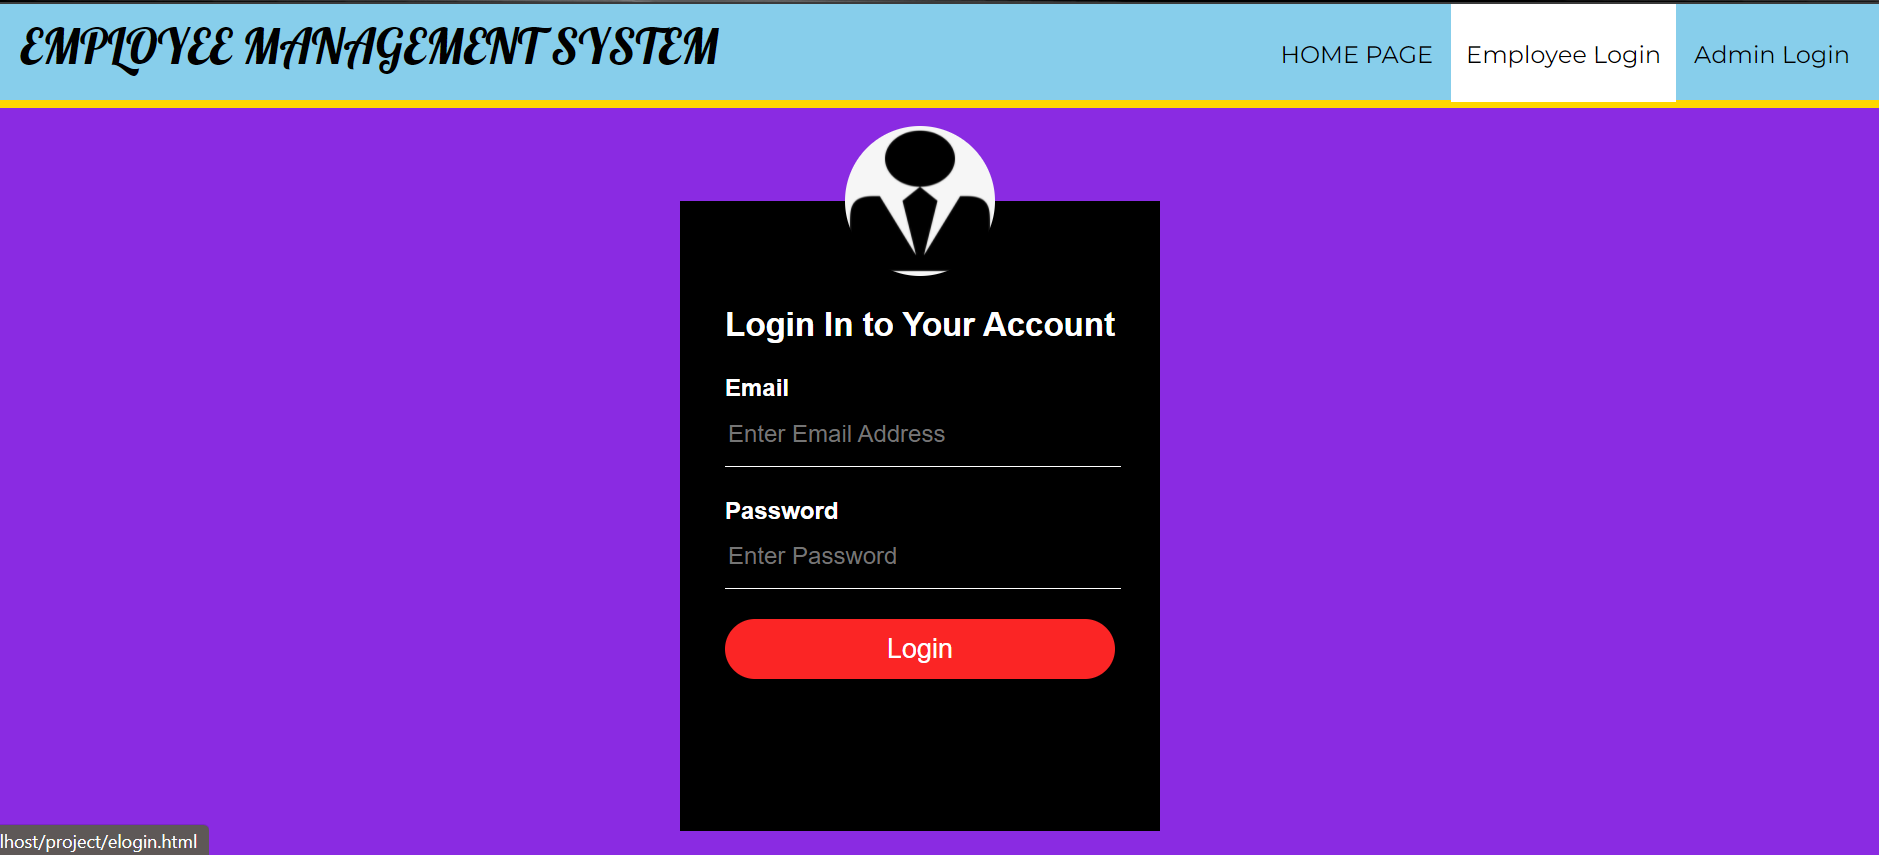 EMPLOYEE MANAGEMENT SYSTEM
HOME PAGE
Employee Login
Admin Login
Login In to Your Account
Email
Enter Email Address
Password
Enter Password
Login
lhost/project/elogin.html